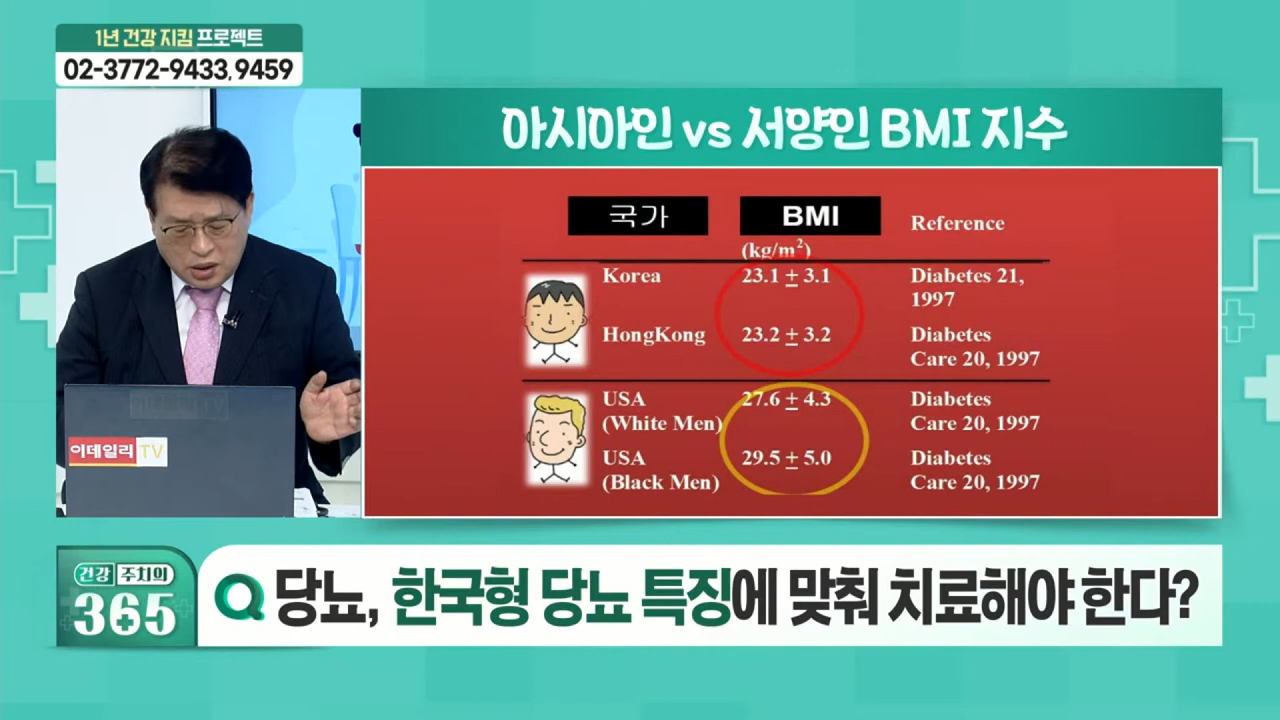 1년 건강 지킴 프로젝트
02-3772-9433, 9459
아시아인 vs 서양인 BMI 지수
국가 BMI Reference
(kg/m²)
Korea 23.1 ± 3.1 Diabetes 21,
1997
HongKong 23.2 ± 3.2 Diabetes
Care 20, 1997
USA 27.6 ± 4.3 Diabetes
(White Men) Care 20, 1997
USA 29.5 ± 5.0 Diabetes
(Black Men) Care 20, 1997
이데일리 TV
건강 주치의
365
Q 당뇨, 한국형 당뇨 특징에 맞춰 치료해야 한다?